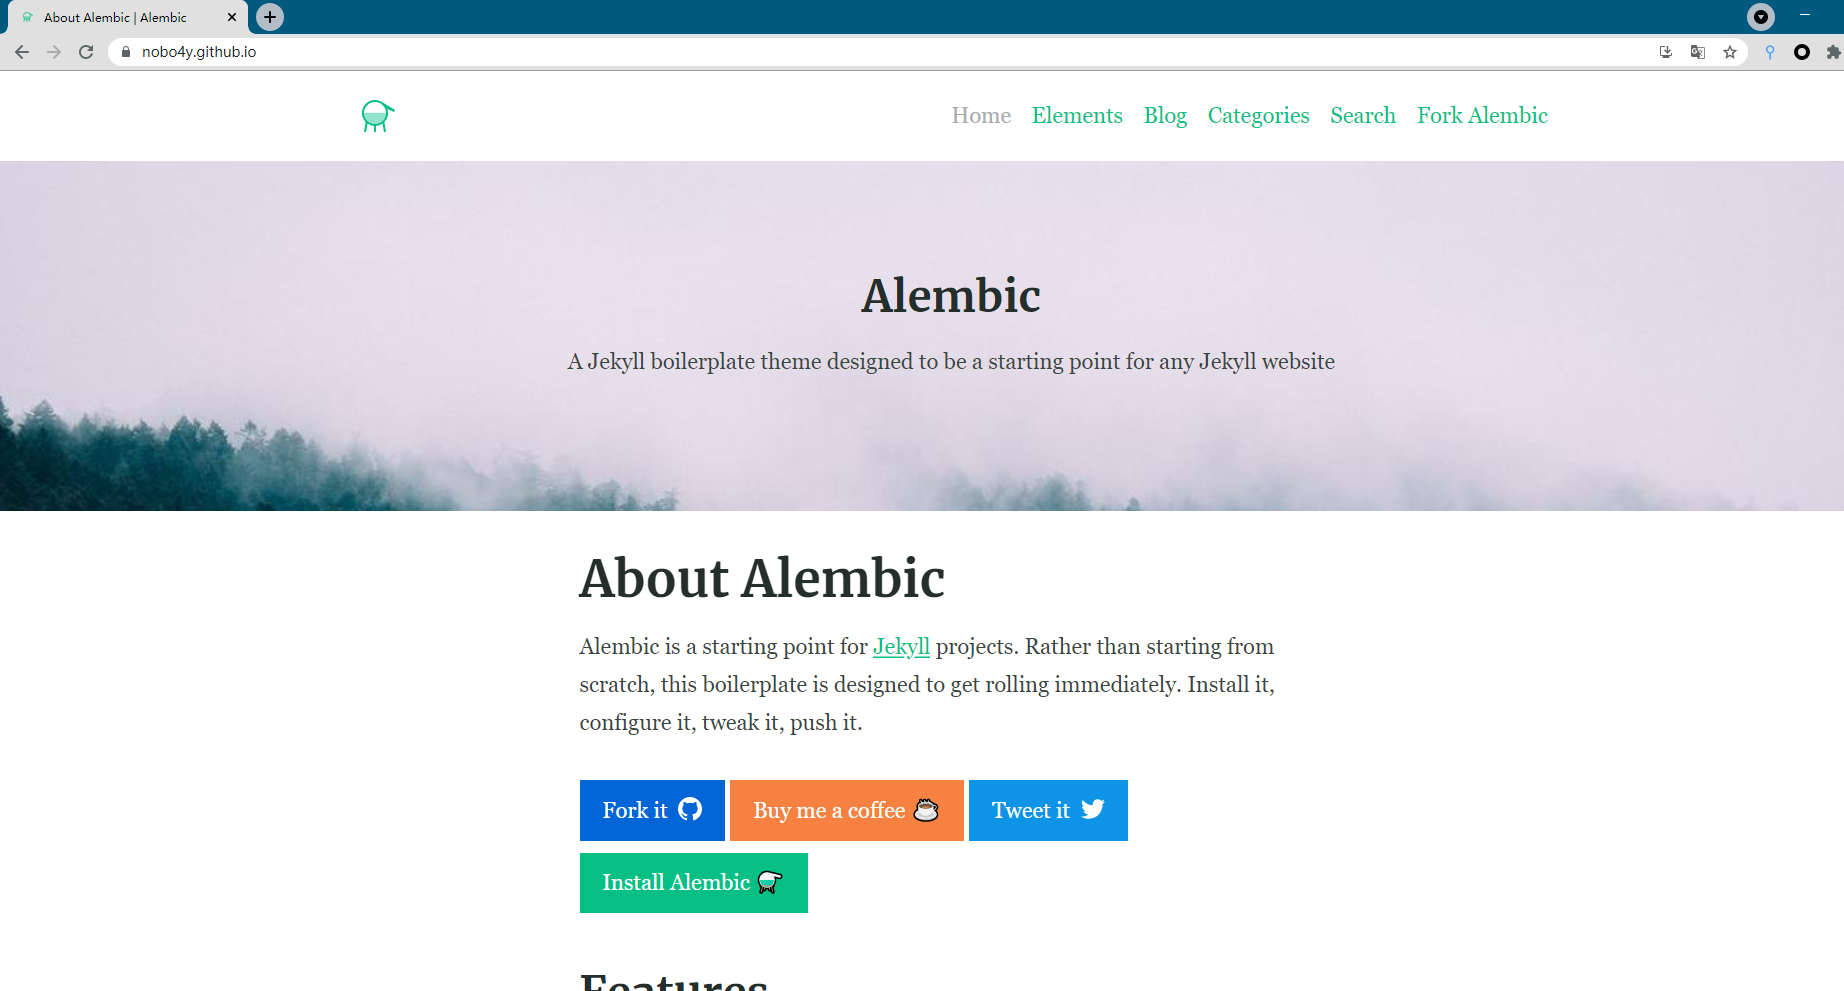 About Alembic | Alembic
nobo4y.github.io
Home Elements Blog Categories Search Fork Alembic
Alembic
A Jekyll boilerplate theme designed to be a starting point for any Jekyll website
About Alembic
Alembic is a starting point for Jekyll projects. Rather than starting from
scratch, this boilerplate is designed to get rolling immediately. Install it,
configure it, tweak it, push it.
Fork it Buy me a coffee Tweet it
Install Alembic
Features